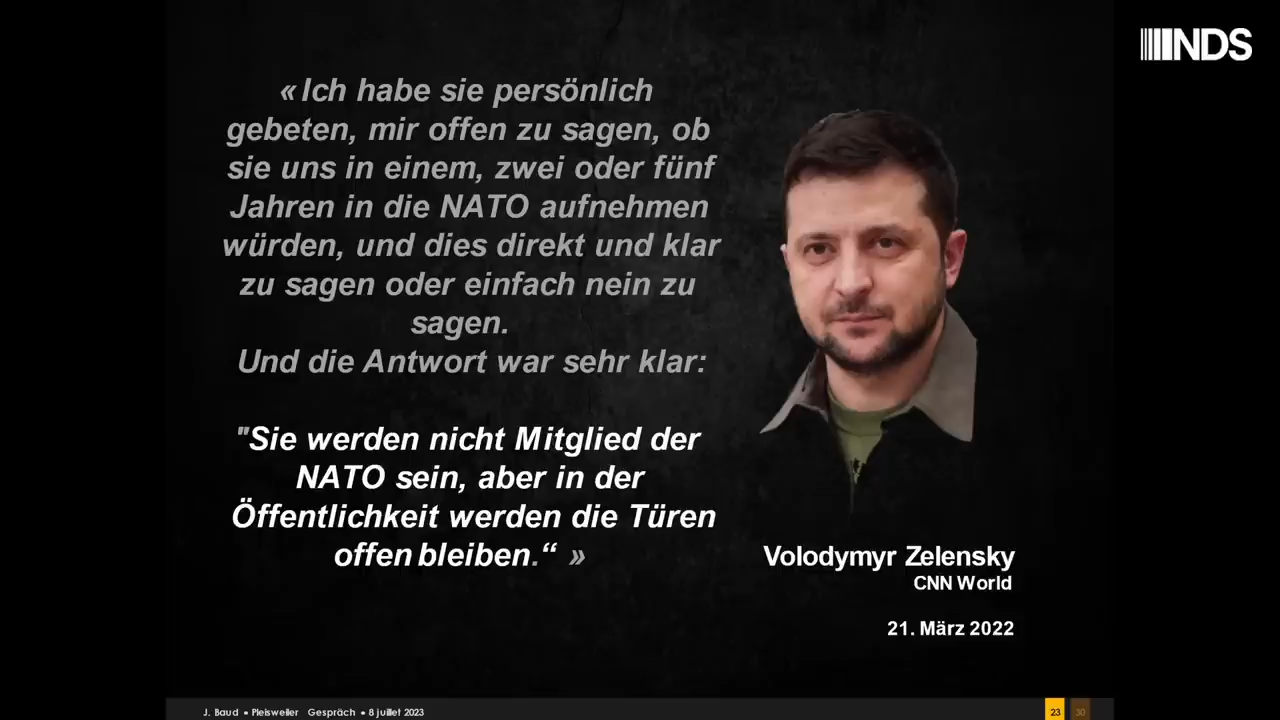 NDS
« Ich habe sie persönlich
gebeten, mir offen zu sagen, ob
sie uns in einem, zwei oder fünf
Jahren in die NATO aufnehmen
würden, und dies direkt und klar
zu sagen oder einfach nein zu
sagen.
Und die Antwort war sehr klar:
"Sie werden nicht Mitglied der
NATO sein, aber in der
Öffentlichkeit werden die Türen
offen bleiben.“ »
Volodymyr Zelensky
CNN World
21. März 2022
J. Baud • Pleisweiler Gespräch • 8 juillet 2023
23
30